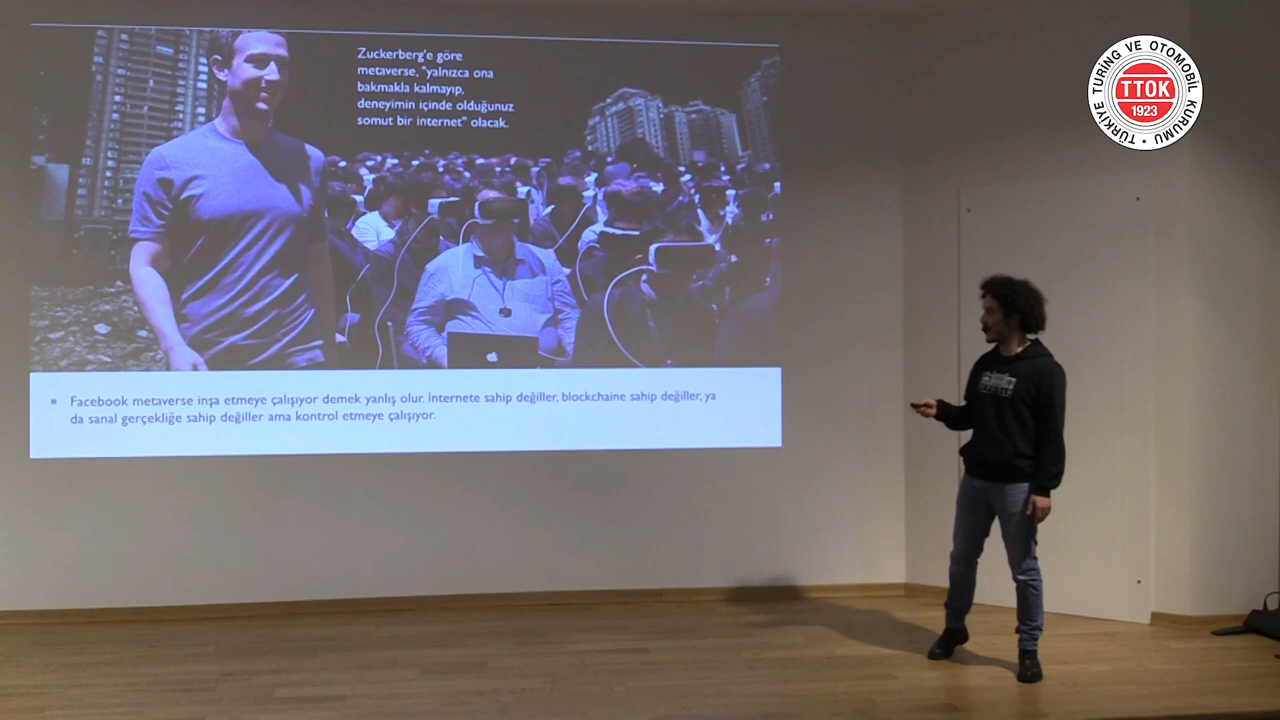 Zuckerberg'e göre
metaverse, "yalnızca ona
bakmakla kalmayıp,
deneyimin içinde olduğunuz
somut bir internet" olacak.
▪ Facebook metaverse inşa etmeye çalışıyor demek yanlış olur. İnternete sahip değiller, blockchaine sahip değiller, ya
da sanal gerçekliğe sahip değiller ama kontrol etmeye çalışıyor.
TÜRKİYE TURİNG VE OTOMOBİL KURUMU
TTOK
1923